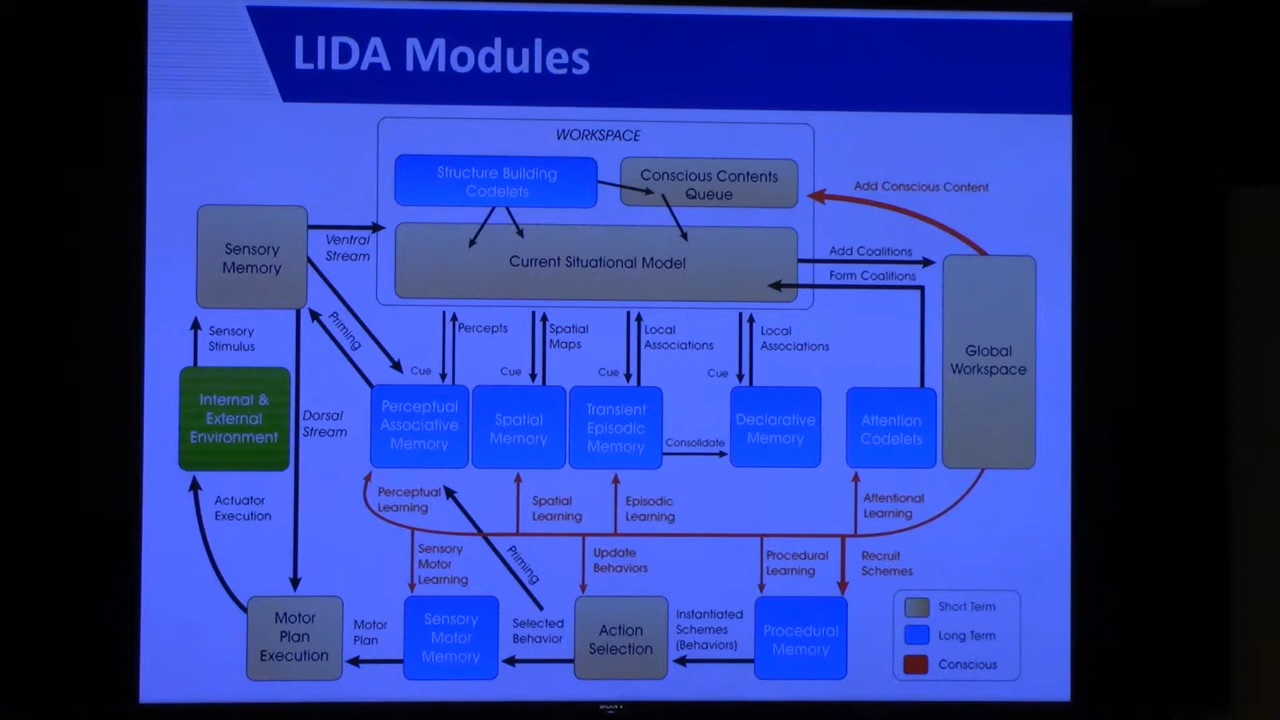 LIDA Modules
WORKSPACE
Structure Building
Codelets
Conscious Contents
Queue
Add Conscious Content
Sensory
Memory
Ventral
Stream
Current Situational Model
Add Coalitions
Form Coalitions
Priming
Sensory
Stimulus
Percepts
Cue
Spatial
Maps
Cue
Local
Associations
Cue
Local
Associations
Cue
Global
Workspace
Internal &
External
Environment
Dorsal
Stream
Perceptual
Associative
Memory
Spatial
Memory
Transient
Episodic
Memory
Consolidate
Declarative
Memory
Attention
Codelets
Actuator
Execution
Perceptual
Learning
Spatial
Learning
Episodic
Learning
Attentional
Learning
Sensory
Motor
Learning
Priming
Update
Behaviors
Procedural
Learning
Recruit
Schemes
Motor
Plan
Execution
Motor
Plan
Sensory
Motor
Memory
Selected
Behavior
Action
Selection
Instantiated
Schemes
(Behaviors)
Procedural
Memory
Short Term
Long Term
Conscious
SONY